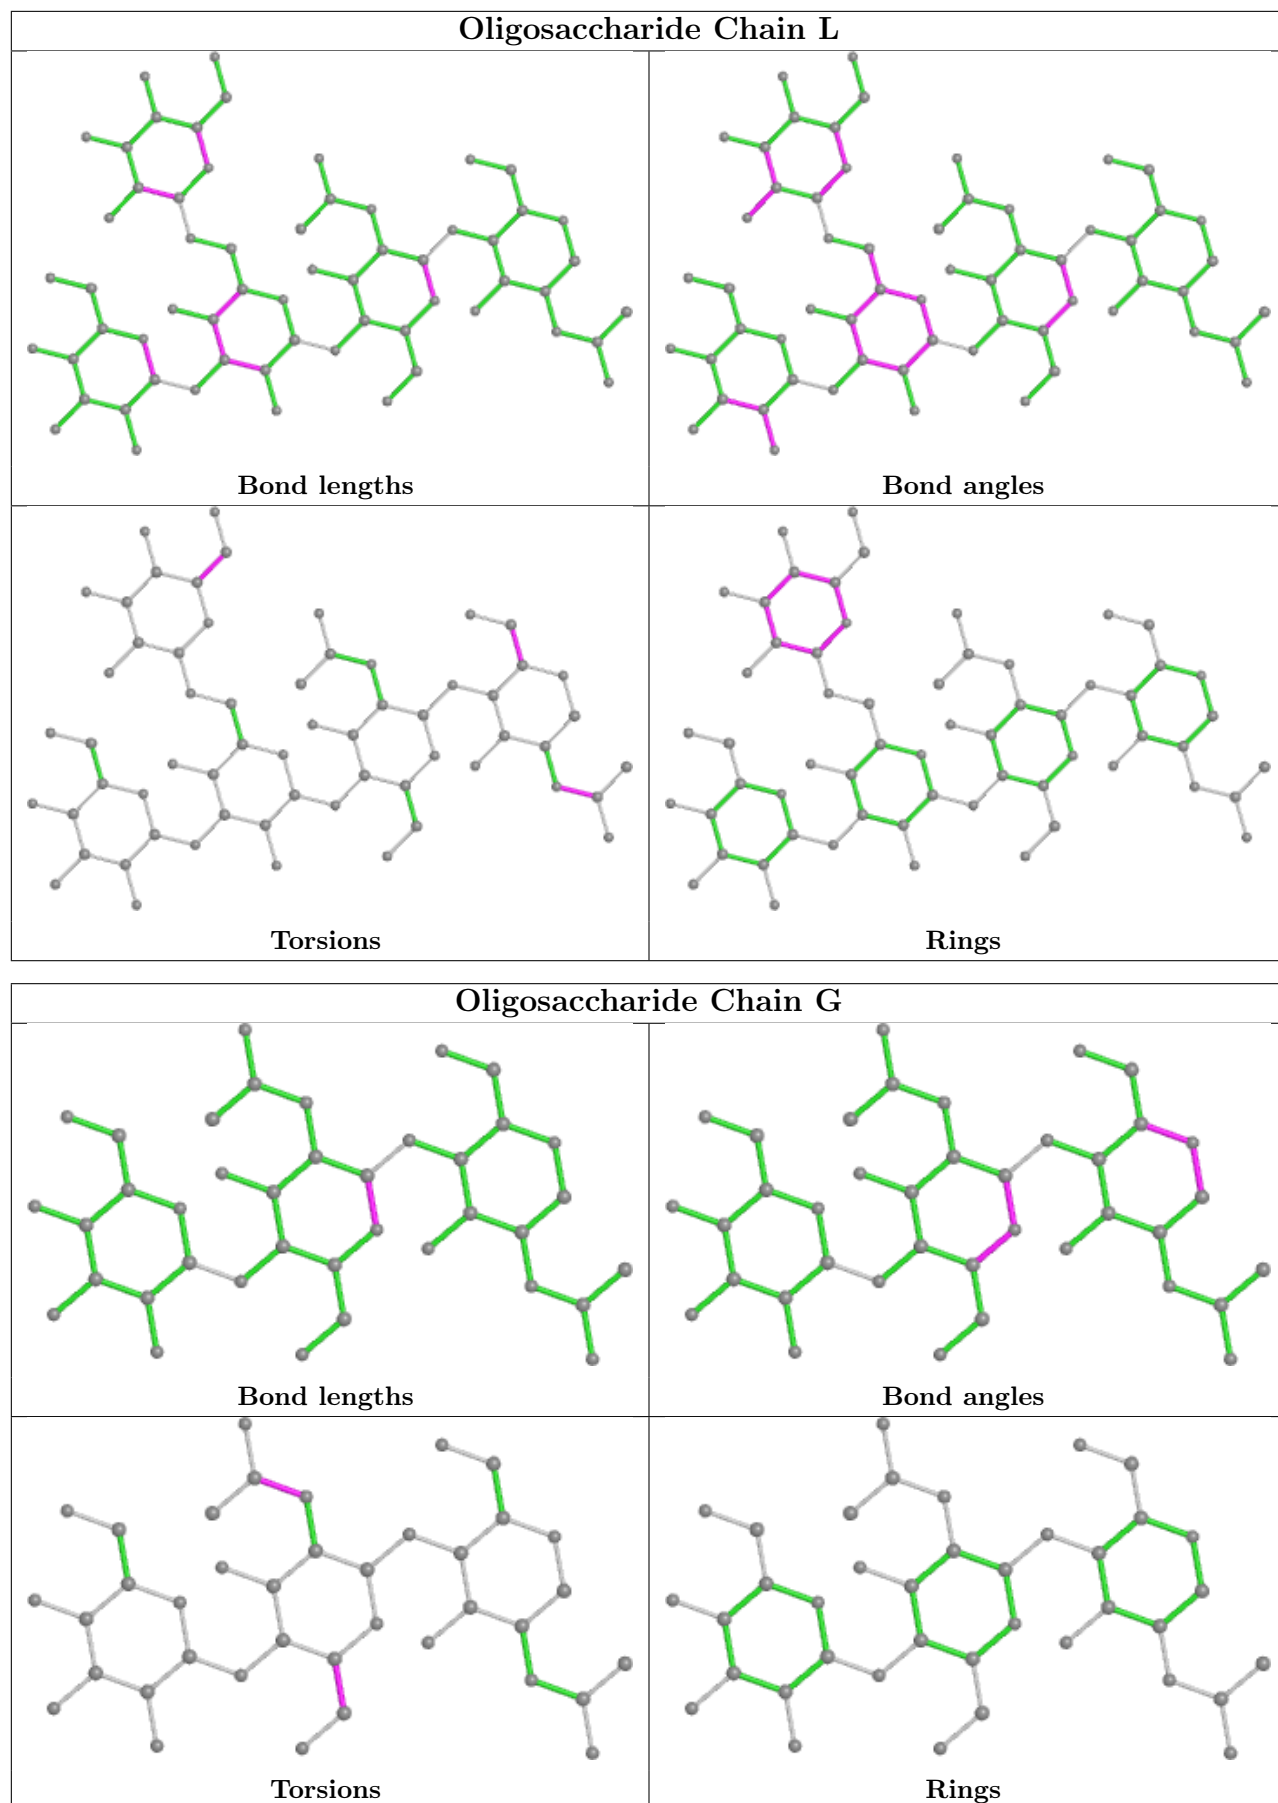 Oligosaccharide Chain L
Bond lengths
Bond angles
Torsions
Rings
Oligosaccharide Chain G
Bond lengths
Bond angles
Torsions
Rings